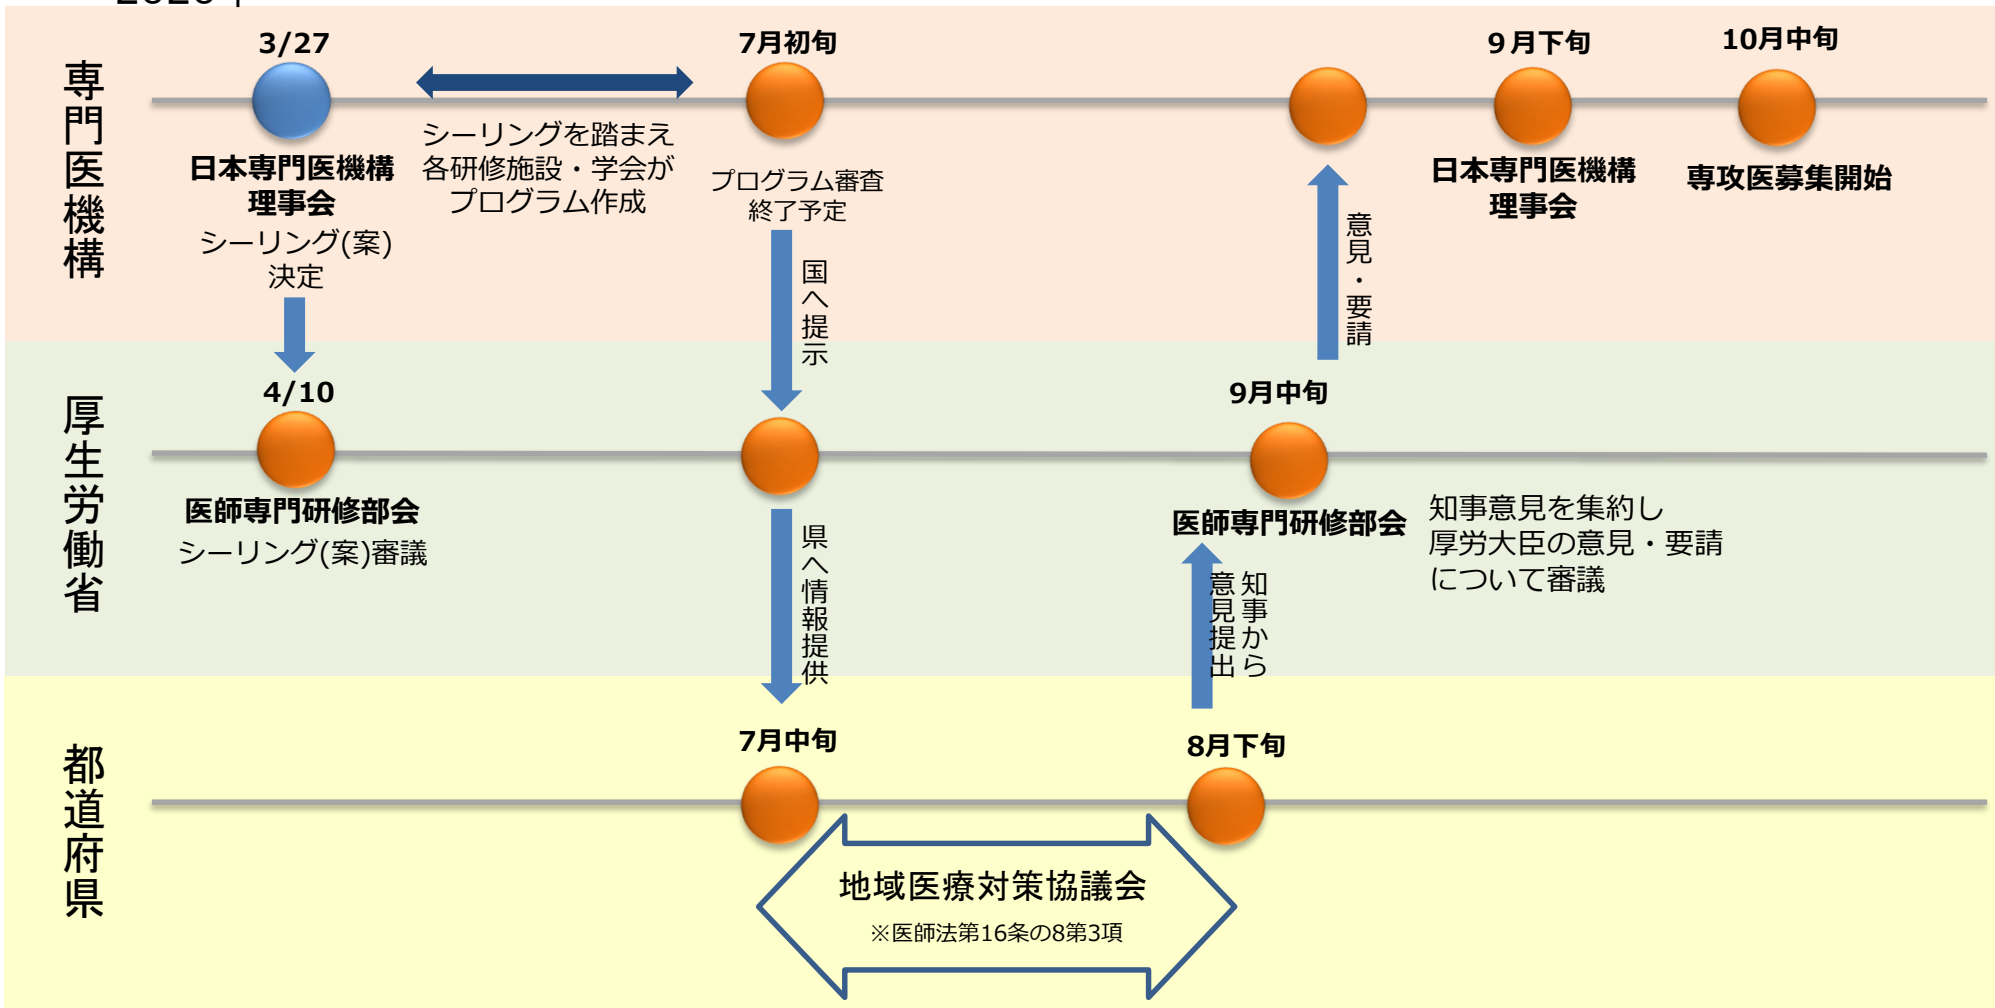 専門医機構
3/27
日本専門医機構
理事会
シーリング(案)
決定
シーリングを踏まえ
各研修施設・学会が
プログラム作成
7月初旬
プログラム審査
終了予定
国へ提示
意見・要請
９月下旬
日本専門医機構
理事会
10月中旬
専攻医募集開始
厚生労働省
4/10
医師専門研修部会
シーリング(案)審議
県へ情報提供
9月中旬
医師専門研修部会
知事意見を集約し
厚労大臣の意見・要請
について審議
知事から
意見提出
都道府県
7月中旬
8月下旬
地域医療対策協議会
※医師法第16条の8第3項